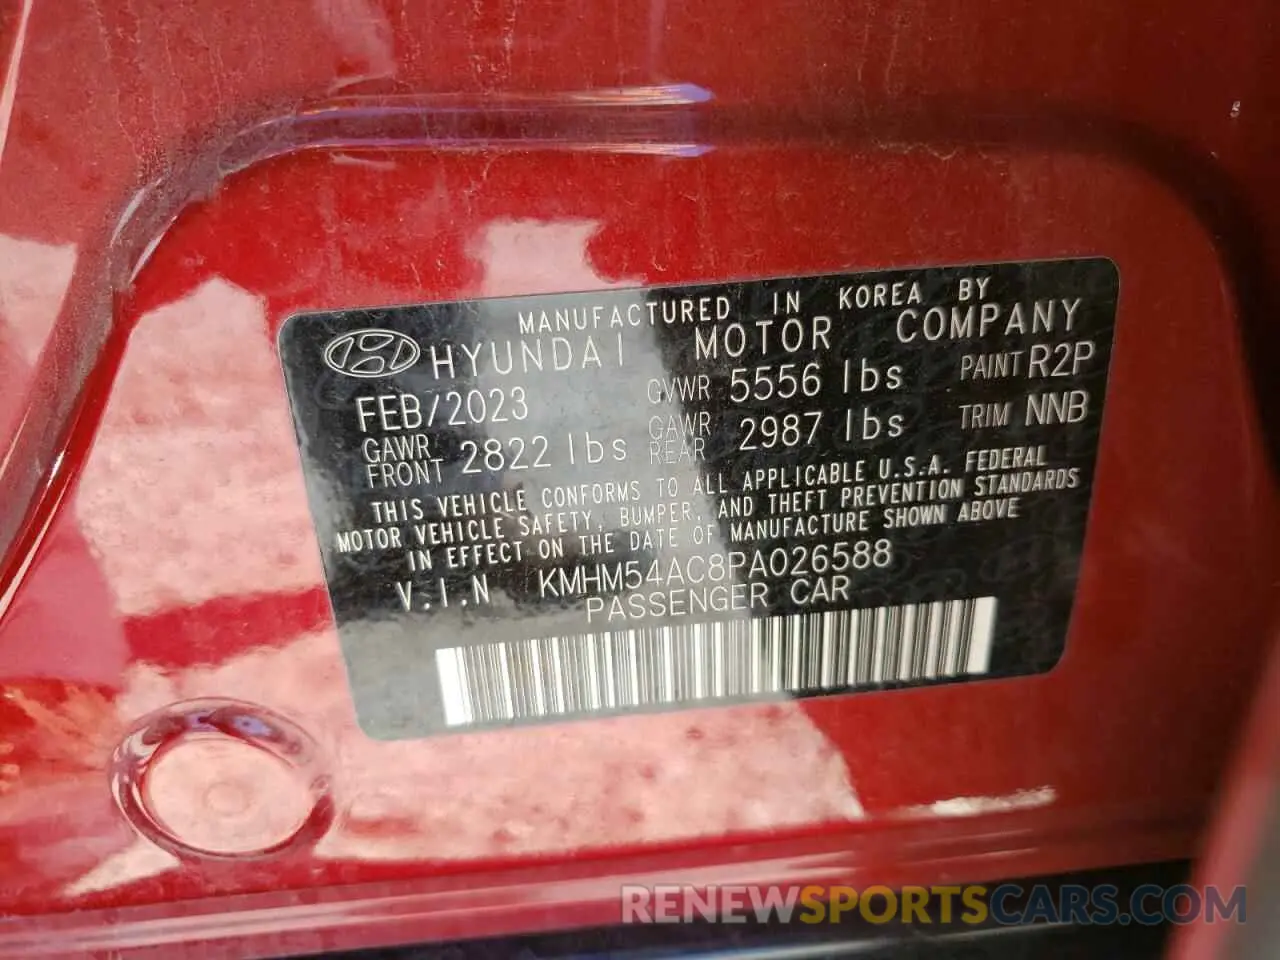 MANUFACTURED IN KOREA BY
HYUNDAI MOTOR COMPANY
FEB/2023 GVWR 5556 lbs PAINT R2P
GAWR FRONT 2822 lbs GAWR REAR 2987 lbs TRIM NNB
THIS VEHICLE CONFORMS TO ALL APPLICABLE U.S.A. FEDERAL
MOTOR VEHICLE SAFETY, BUMPER, AND THEFT PREVENTION STANDARDS
IN EFFECT ON THE DATE OF MANUFACTURE SHOWN ABOVE
V.I.N KMHM54AC8PA026588
PASSENGER CAR
RENEWSPORTSCARS.COM